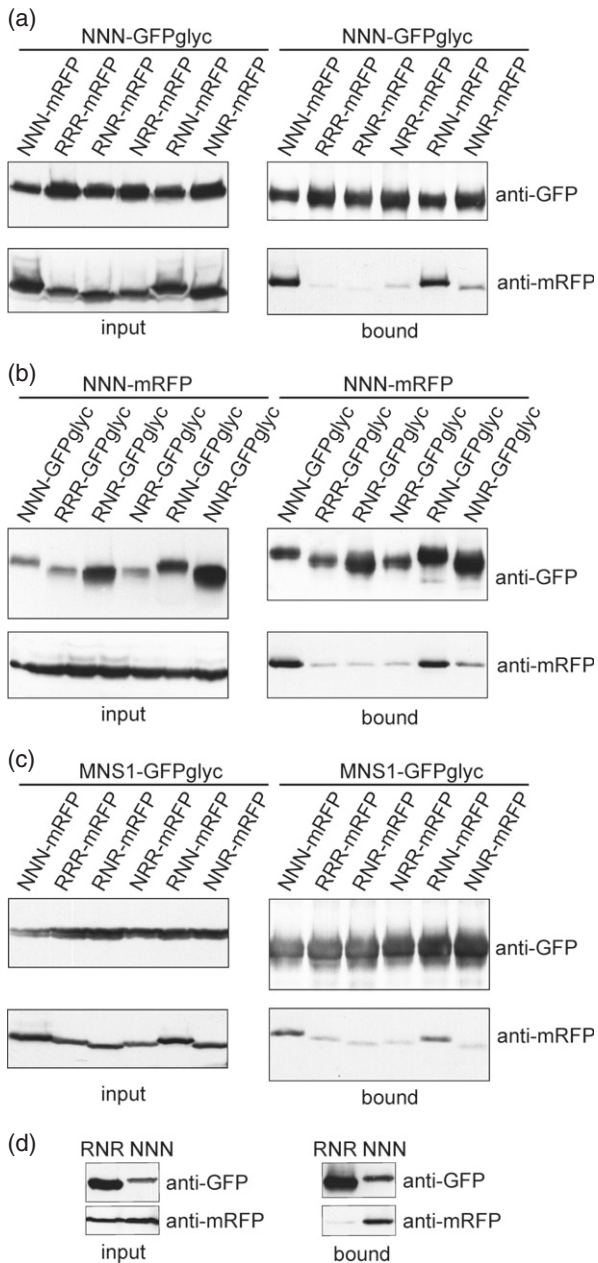 (a)
NNN-GFPglyc NNN-GFPglyc
NNN-mRFP RRR-mRFP RNR-mRFP NRR-mRFP RNN-mRFP NNR-mRFP NNN-mRFP RRR-mRFP RNR-mRFP NRR-mRFP RNN-mRFP NNR-mRFP
anti-GFP
anti-mRFP
input bound
(b)
NNN-mRFP NNN-mRFP
NNN-GFPglyc RRR-GFPglyc RNR-GFPglyc NRR-GFPglyc RNN-GFPglyc NNR-GFPglyc NNN-GFPglyc RRR-GFPglyc RNR-GFPglyc NRR-GFPglyc RNN-GFPglyc NNR-GFPglyc
anti-GFP
anti-mRFP
input bound
(c)
MNS1-GFPglyc MNS1-GFPglyc
NNN-mRFP RRR-mRFP RNR-mRFP NRR-mRFP RNN-mRFP NNR-mRFP NNN-mRFP RRR-mRFP RNR-mRFP NRR-mRFP RNN-mRFP NNR-mRFP
anti-GFP
anti-mRFP
input bound
(d)
RNR NNN RNR NNN
anti-GFP anti-GFP
anti-mRFP anti-mRFP
input bound